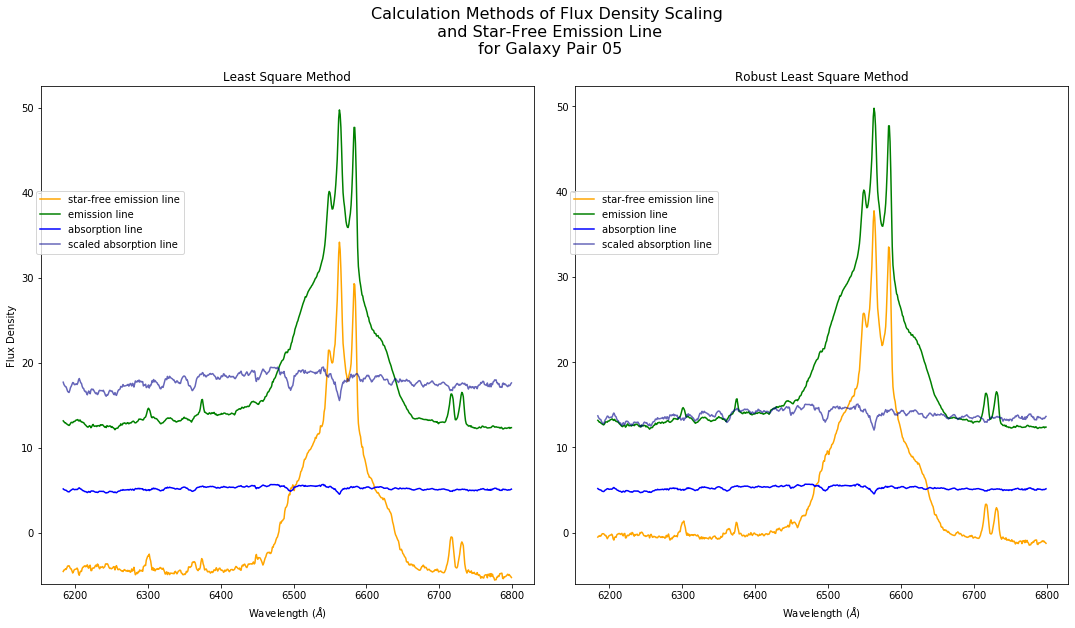 Calculation Methods of Flux Density Scaling
and Star-Free Emission Line
for Galaxy Pair 05
Least Square Method
50
40
30
20
10
0
Flux Density
star-free emission line
emission line
absorption line
scaled absorption line
6200 6300 6400 6500 6600 6700 6800
Wavelength (Å)
Robust Least Square Method
50
40
30
20
10
0
star-free emission line
emission line
absorption line
scaled absorption line
6200 6300 6400 6500 6600 6700 6800
Wavelength (Å)